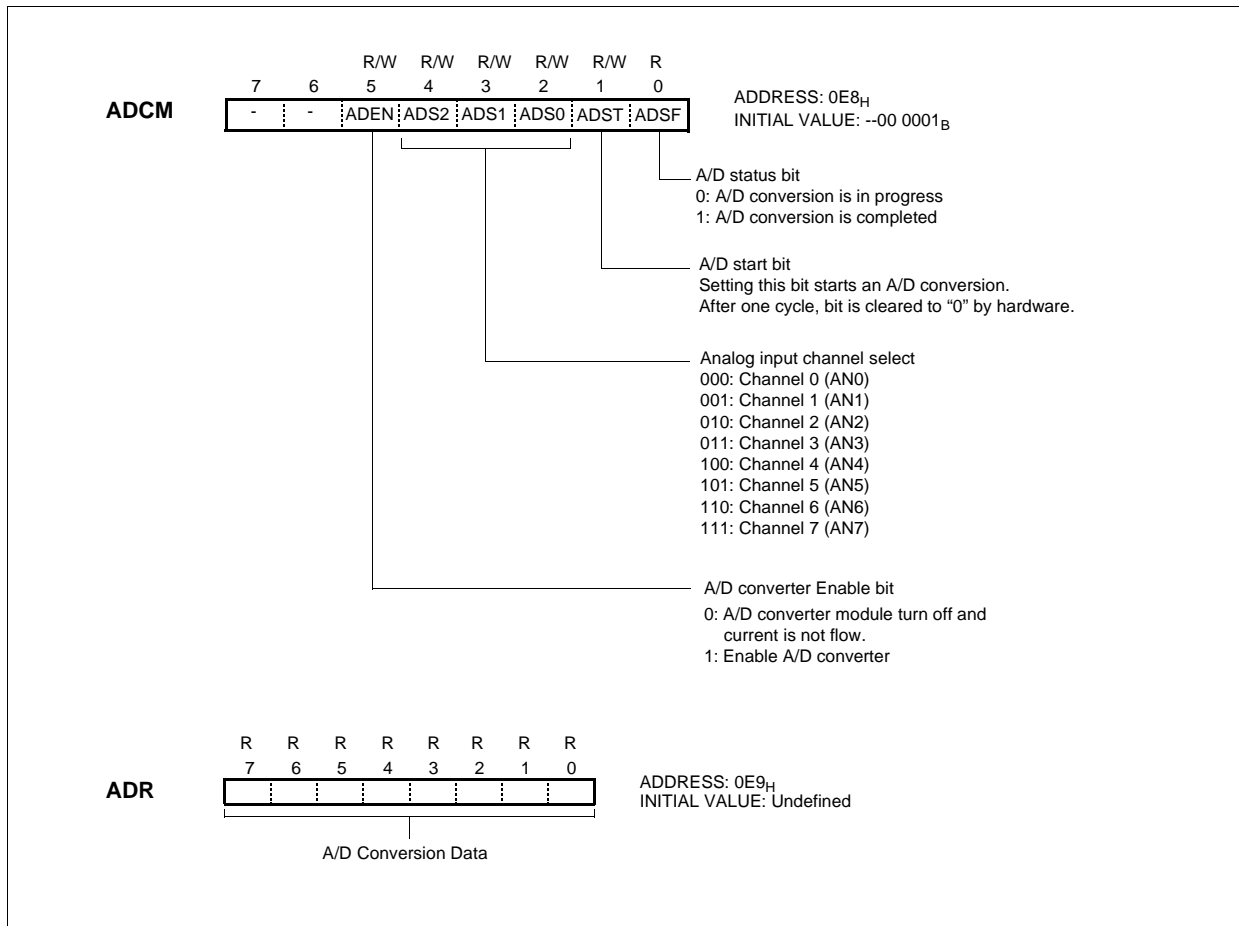 R/W R/W R/W R/W R/W R
7 6 5 4 3 2 1 0
ADCM
- - ADEN ADS2 ADS1 ADS0 ADST ADSF
ADDRESS: 0E8H
INITIAL VALUE: --00 0001B
A/D status bit
0: A/D conversion is in progress
1: A/D conversion is completed
A/D start bit
Setting this bit starts an A/D conversion.
After one cycle, bit is cleared to “0” by hardware.
Analog input channel select
000: Channel 0 (AN0)
001: Channel 1 (AN1)
010: Channel 2 (AN2)
011: Channel 3 (AN3)
100: Channel 4 (AN4)
101: Channel 5 (AN5)
110: Channel 6 (AN6)
111: Channel 7 (AN7)
A/D converter Enable bit
0: A/D converter module turn off and
current is not flow.
1: Enable A/D converter
R R R R R R R R
7 6 5 4 3 2 1 0
ADR
ADDRESS: 0E9H
INITIAL VALUE: Undefined
A/D Conversion Data